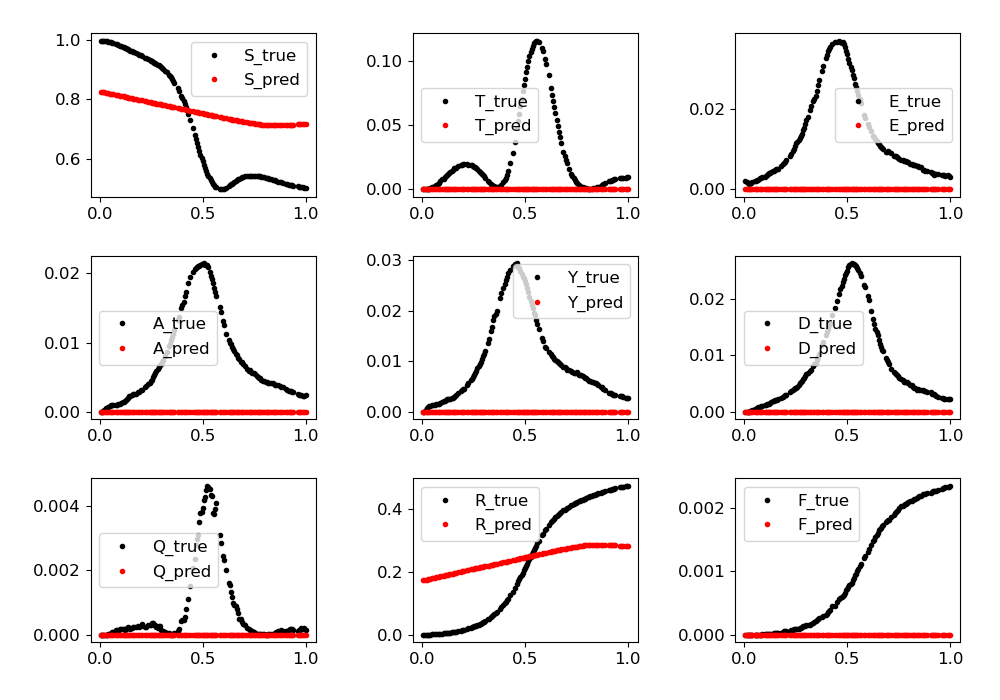 1.0
0.8
0.6
0.0 0.5 1.0
S_true
S_pred
0.10
0.05
0.00
0.0 0.5 1.0
T_true
T_pred
0.02
0.00
0.0 0.5 1.0
E_true
E_pred
0.02
0.01
0.00
0.0 0.5 1.0
A_true
A_pred
0.03
0.02
0.01
0.00
0.0 0.5 1.0
Y_true
Y_pred
0.02
0.01
0.00
0.0 0.5 1.0
D_true
D_pred
0.004
0.002
0.000
0.0 0.5 1.0
Q_true
Q_pred
0.4
0.2
0.0
0.0 0.5 1.0
R_true
R_pred
0.002
0.001
0.000
0.0 0.5 1.0
F_true
F_pred